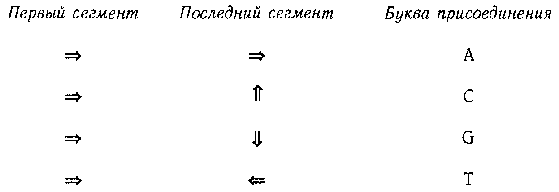 Первый сегмент Последний сегмент Буква присоединения
⇒ ⇒ A
⇒ ⇑ C
⇒ ⇓ G
⇒ ⇐ T